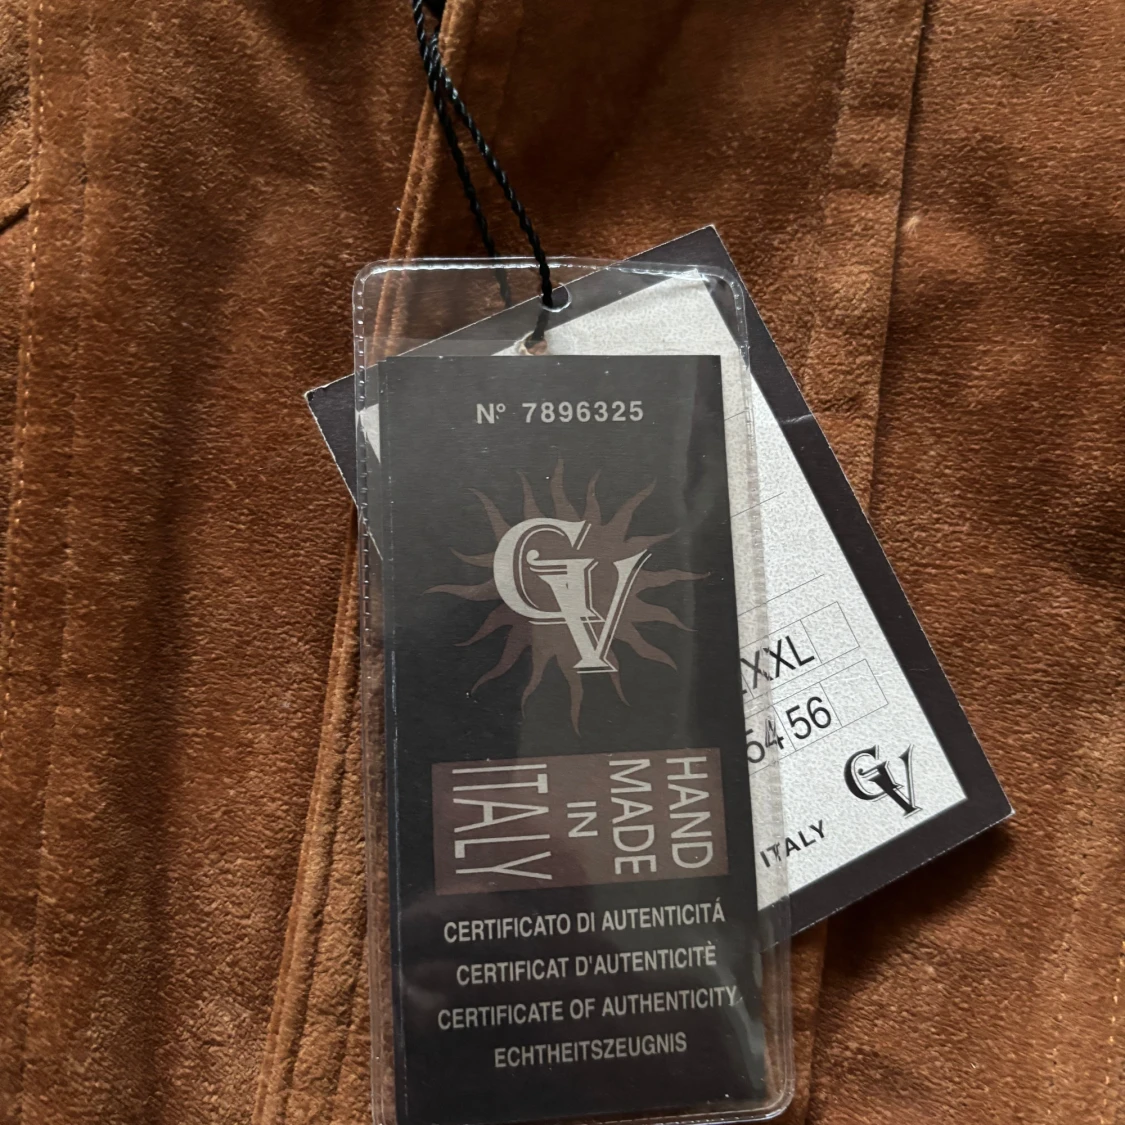 Nº 7896325
GV
HAND
MADE
IN
ITALY
CERTIFICATO DI AUTENTICITÁ
CERTIFICAT D'AUTENTICITÈ
CERTIFICATE OF AUTHENTICITY
ECHTHEITSZEUGNIS
XXL
54 56
GV
ITALY